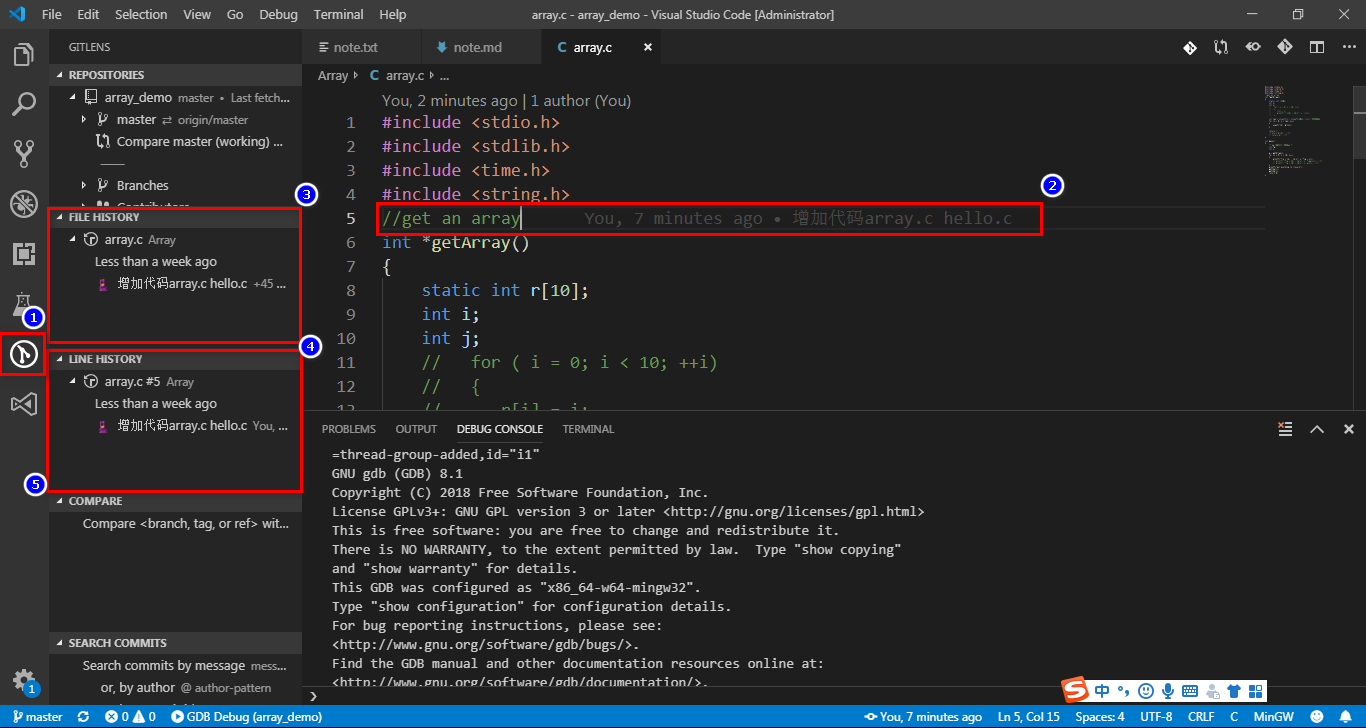 File Edit Selection View Go Debug Terminal Help
array.c - array_demo - Visual Studio Code [Administrator]
GITLENS
REPOSITORIES
array_demo master • Last fetch...
master ⇄ origin/master
Compare master (working) ...
Branches
FILE HISTORY
array.c Array
Less than a week ago
增加代码array.c hello.c +45 ...
LINE HISTORY
array.c #5 Array
Less than a week ago
增加代码array.c hello.c You, ...
COMPARE
Compare <branch, tag, or ref> wit...
SEARCH COMMITS
Search commits by message mess...
or, by author @ author-pattern
1
2
3
4
5
1
note.txt
note.md
C array.c
Array C array.c ...
You, 2 minutes ago | 1 author (You)
1 #include <stdio.h>
2 #include <stdlib.h>
3 #include <time.h>
4 #include <string.h>
5 //get an array You, 7 minutes ago • 增加代码array.c hello.c
6 int *getArray()
7 {
8 static int r[10];
9 int i;
10 int j;
11 // for ( i = 0; i < 10; ++i)
12 // {
PROBLEMS OUTPUT DEBUG CONSOLE TERMINAL
=thread-group-added,id="i1"
GNU gdb (GDB) 8.1
Copyright (C) 2018 Free Software Foundation, Inc.
License GPLv3+: GNU GPL version 3 or later <http://gnu.org/licenses/gpl.html>
This is free software: you are free to change and redistribute it.
There is NO WARRANTY, to the extent permitted by law.  Type "show copying"
and "show warranty" for details.
This GDB was configured as "x86_64-w64-mingw32".
Type "show configuration" for configuration details.
For bug reporting instructions, please see:
<http://www.gnu.org/software/gdb/bugs/>.
Find the GDB manual and other documentation resources online at:
<http://www.gnu.org/software/gdb/documentation/>.
S 中
master 0 0 GDB Debug (array_demo)
You, 7 minutes ago Ln 5, Col 15 Spaces: 4 UTF-8 CRLF C MinGW